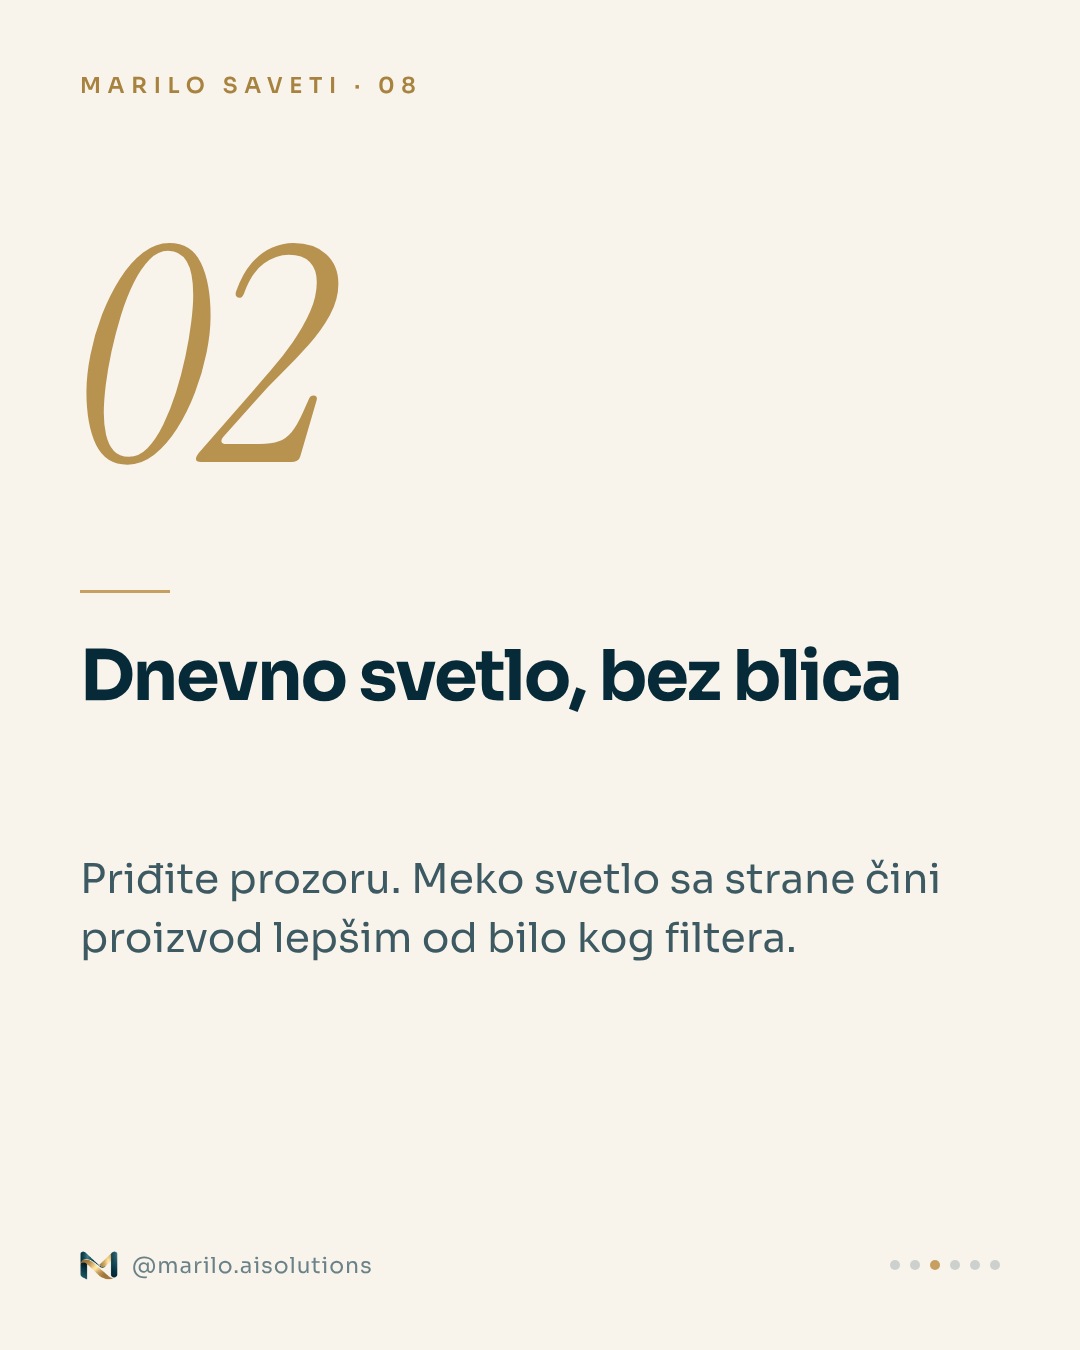 MARILO SAVETI · 08
02
Dnevno svetlo, bez blica
Priđite prozoru. Meko svetlo sa strane čini
proizvod lepšim od bilo kog filtera.
@marilo.aisolutions